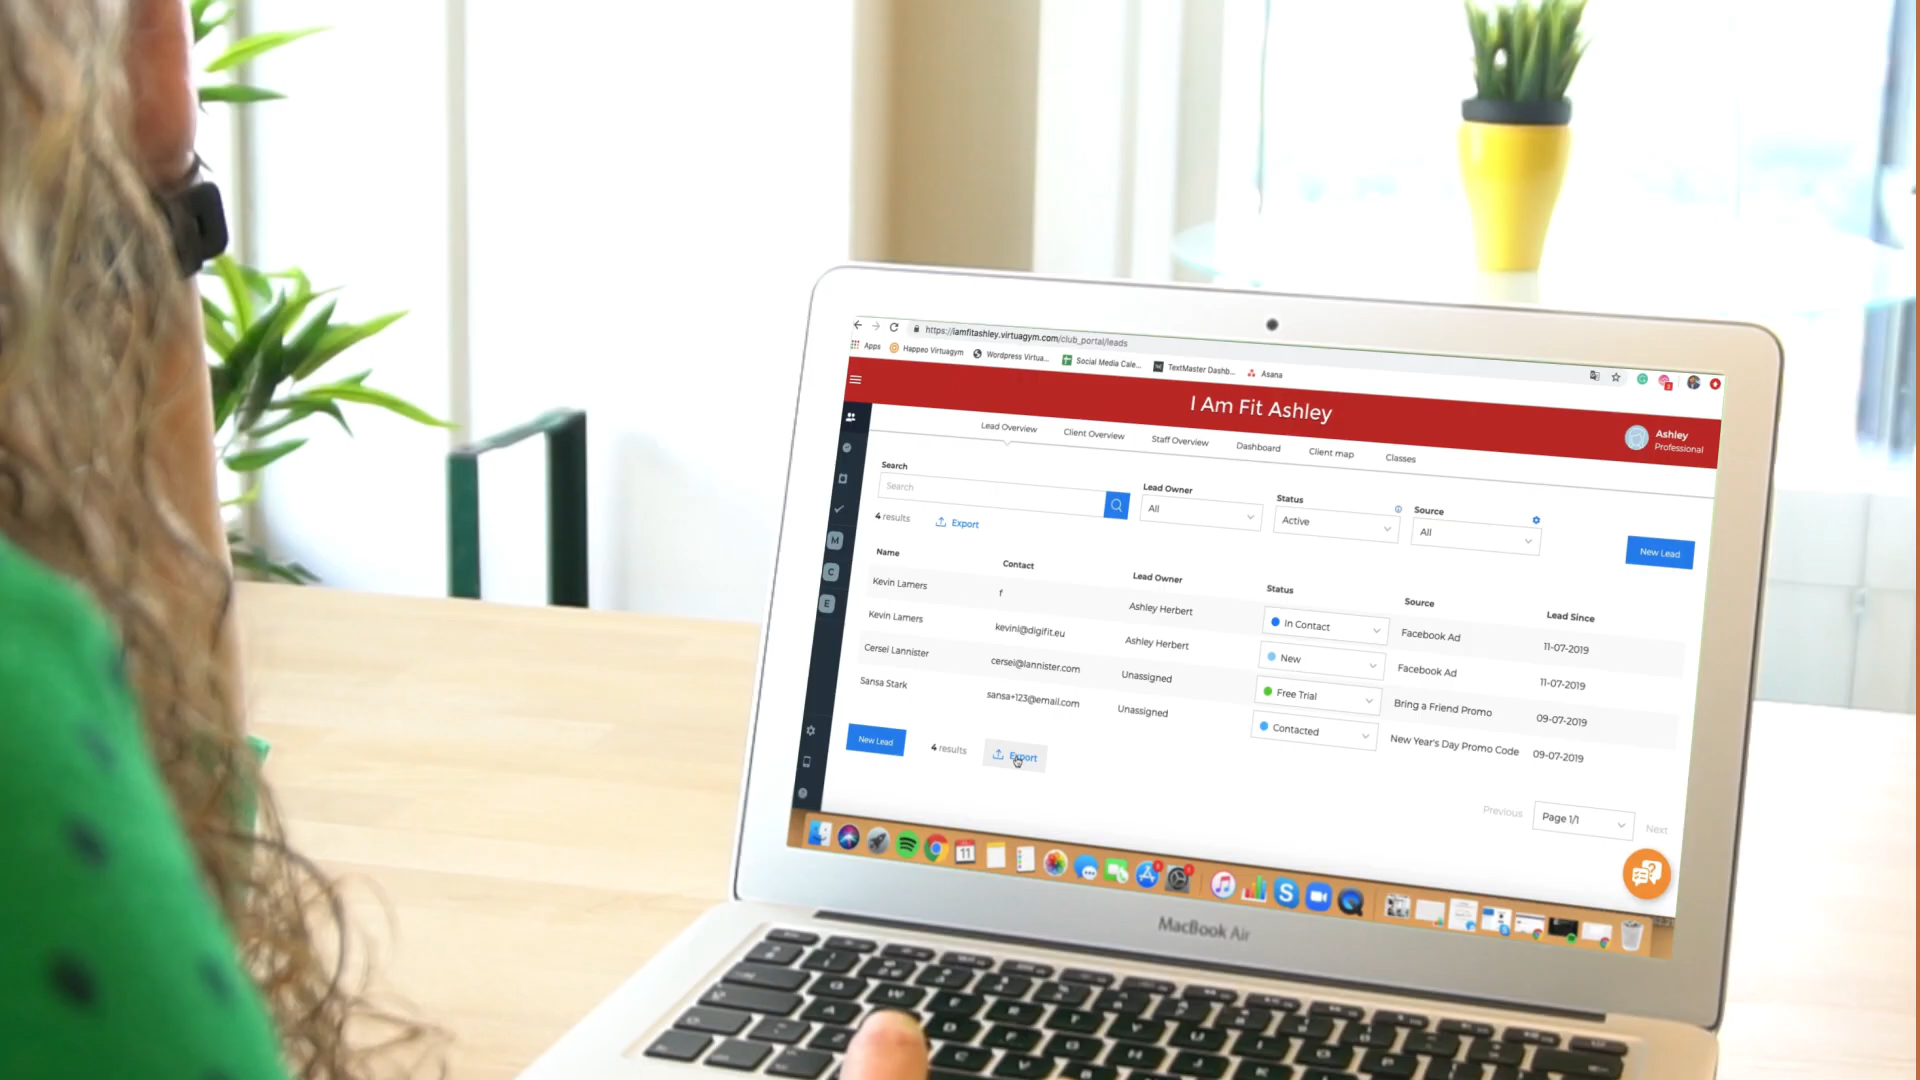 https://iamfitashley.virtuagym.com/club_portal/leads
Apps Happeo Virtuagym Wordpress Virtua... Social Media Cale... TextMaster Dashb... Asana
I Am Fit Ashley
Ashley
Professional
Lead Overview Client Overview Staff Overview Dashboard Client map Classes
Search Lead Owner Status Source
Search All Active All
4 results Export New Lead
Name Contact Lead Owner Status Source Lead Since
Kevin Lamers f Ashley Herbert In Contact Facebook Ad 11-07-2019
Kevin Lamers kevinl@digifit.eu Ashley Herbert New Facebook Ad 11-07-2019
Cersei Lannister cersei@lannister.com Unassigned Free Trial Bring a Friend Promo 09-07-2019
Sansa Stark sansa+123@email.com Unassigned Contacted New Year's Day Promo Code 09-07-2019
New Lead 4 results Export
Previous Page 1/1 Next
M
C
E
11
MacBook Air
W E R T Y U
A D F G H J K L
C V B N M